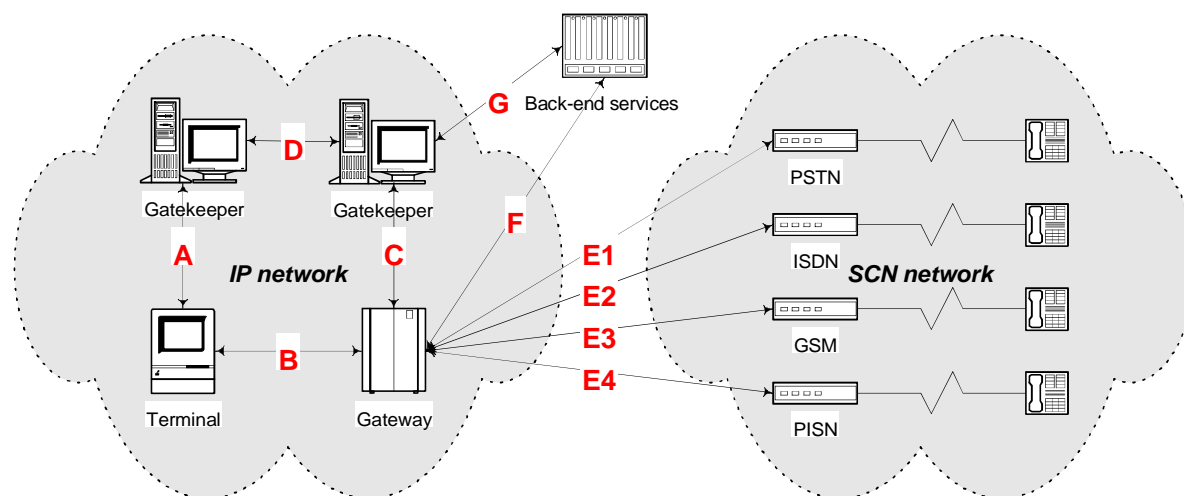 G
Back-end services
D
PSTN
Gatekeeper
Gatekeeper
F
A
C
E1
IP network
ISDN
SCN network
E2
E3
GSM
B
E4
Terminal
Gateway
PISN